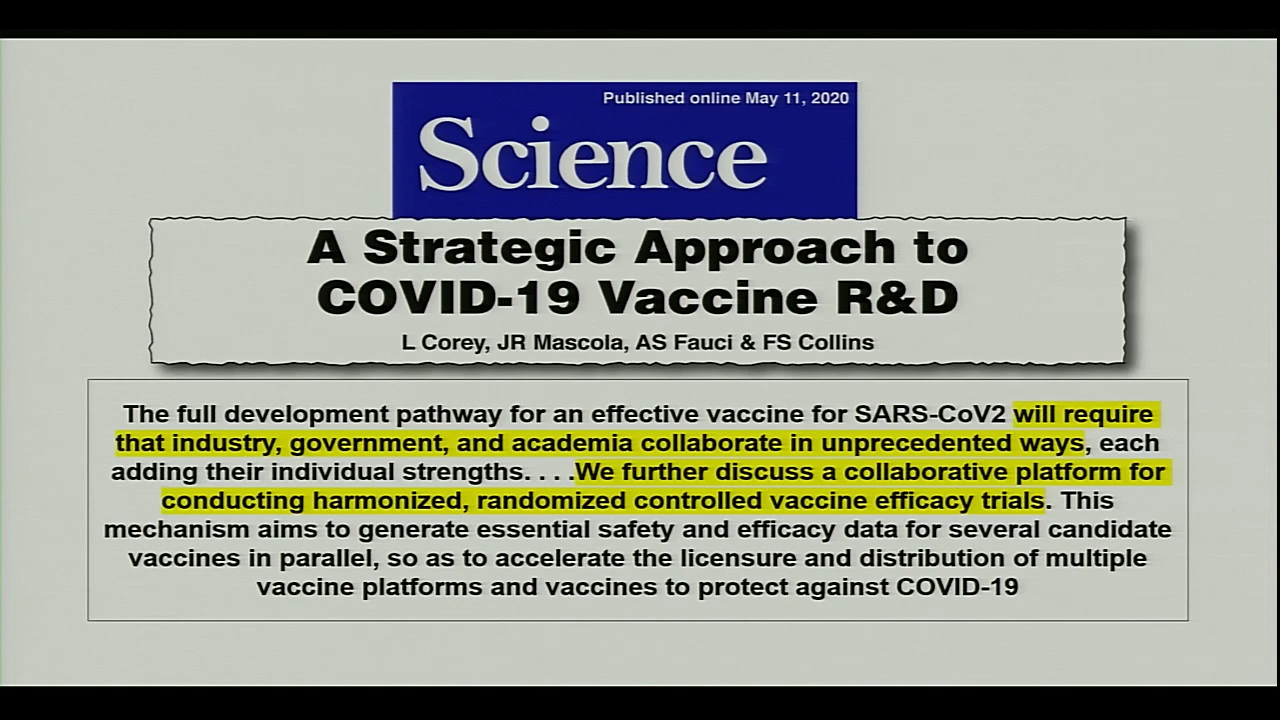 Published online May 11, 2020
Science
A Strategic Approach to
COVID-19 Vaccine R&D
L Corey, JR Mascola, AS Fauci & FS Collins
The full development pathway for an effective vaccine for SARS-CoV2 will require
that industry, government, and academia collaborate in unprecedented ways, each
adding their individual strengths. . . .We further discuss a collaborative platform for
conducting harmonized, randomized controlled vaccine efficacy trials. This
mechanism aims to generate essential safety and efficacy data for several candidate
vaccines in parallel, so as to accelerate the licensure and distribution of multiple
vaccine platforms and vaccines to protect against COVID-19